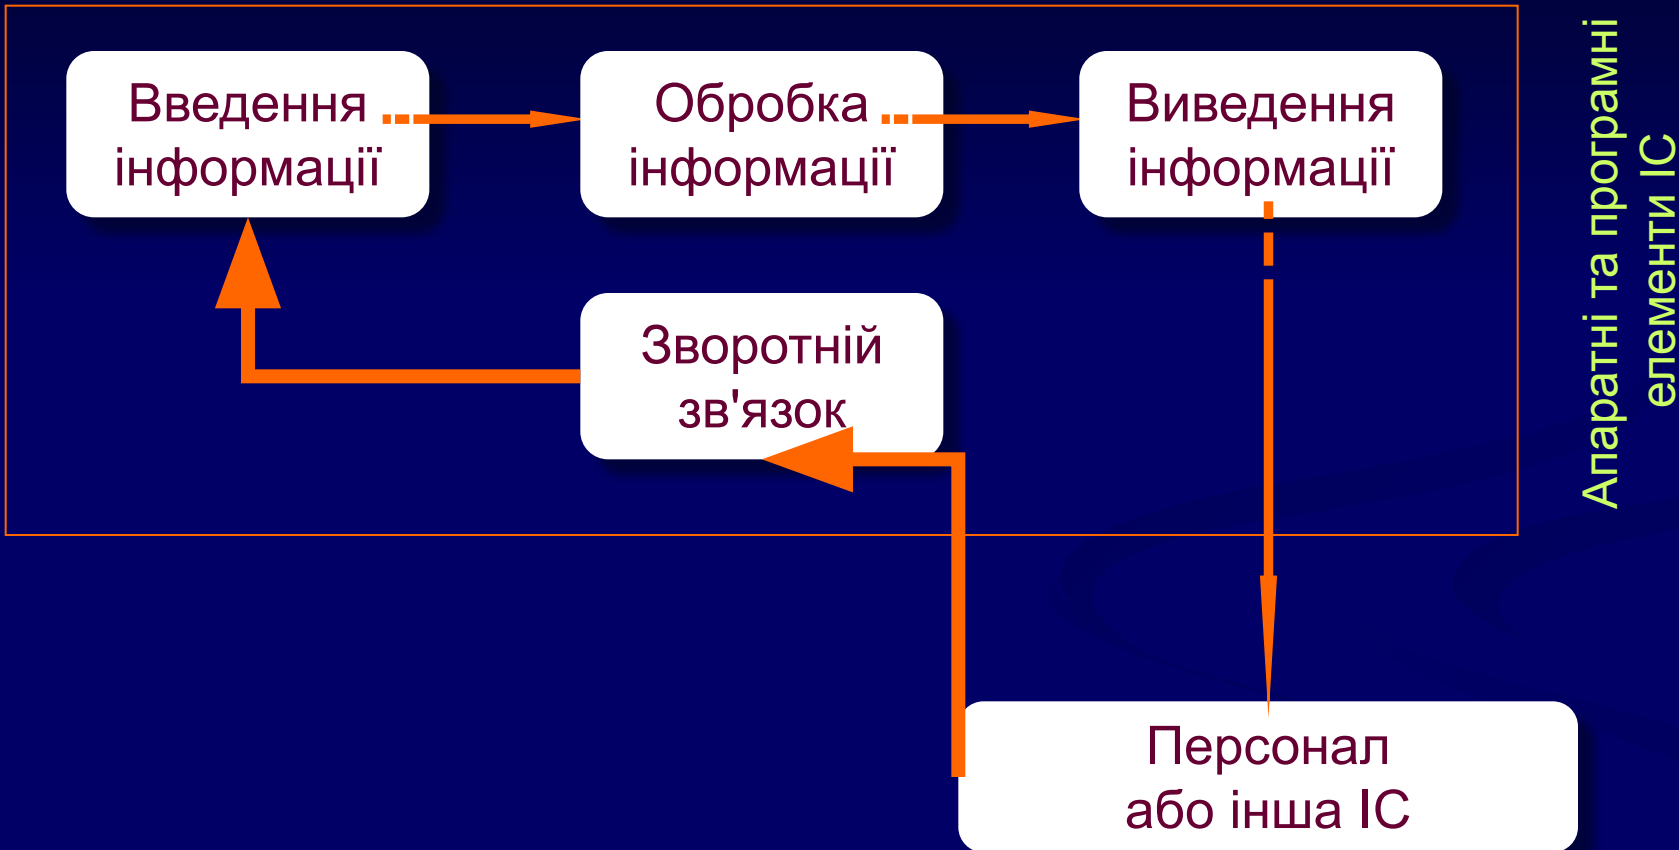 Введення
інформації
Обробка
інформації
Виведення
інформації
Зворотній
зв'язок
Персонал
або інша ІС
Апаратні та програмні
елементи ІС